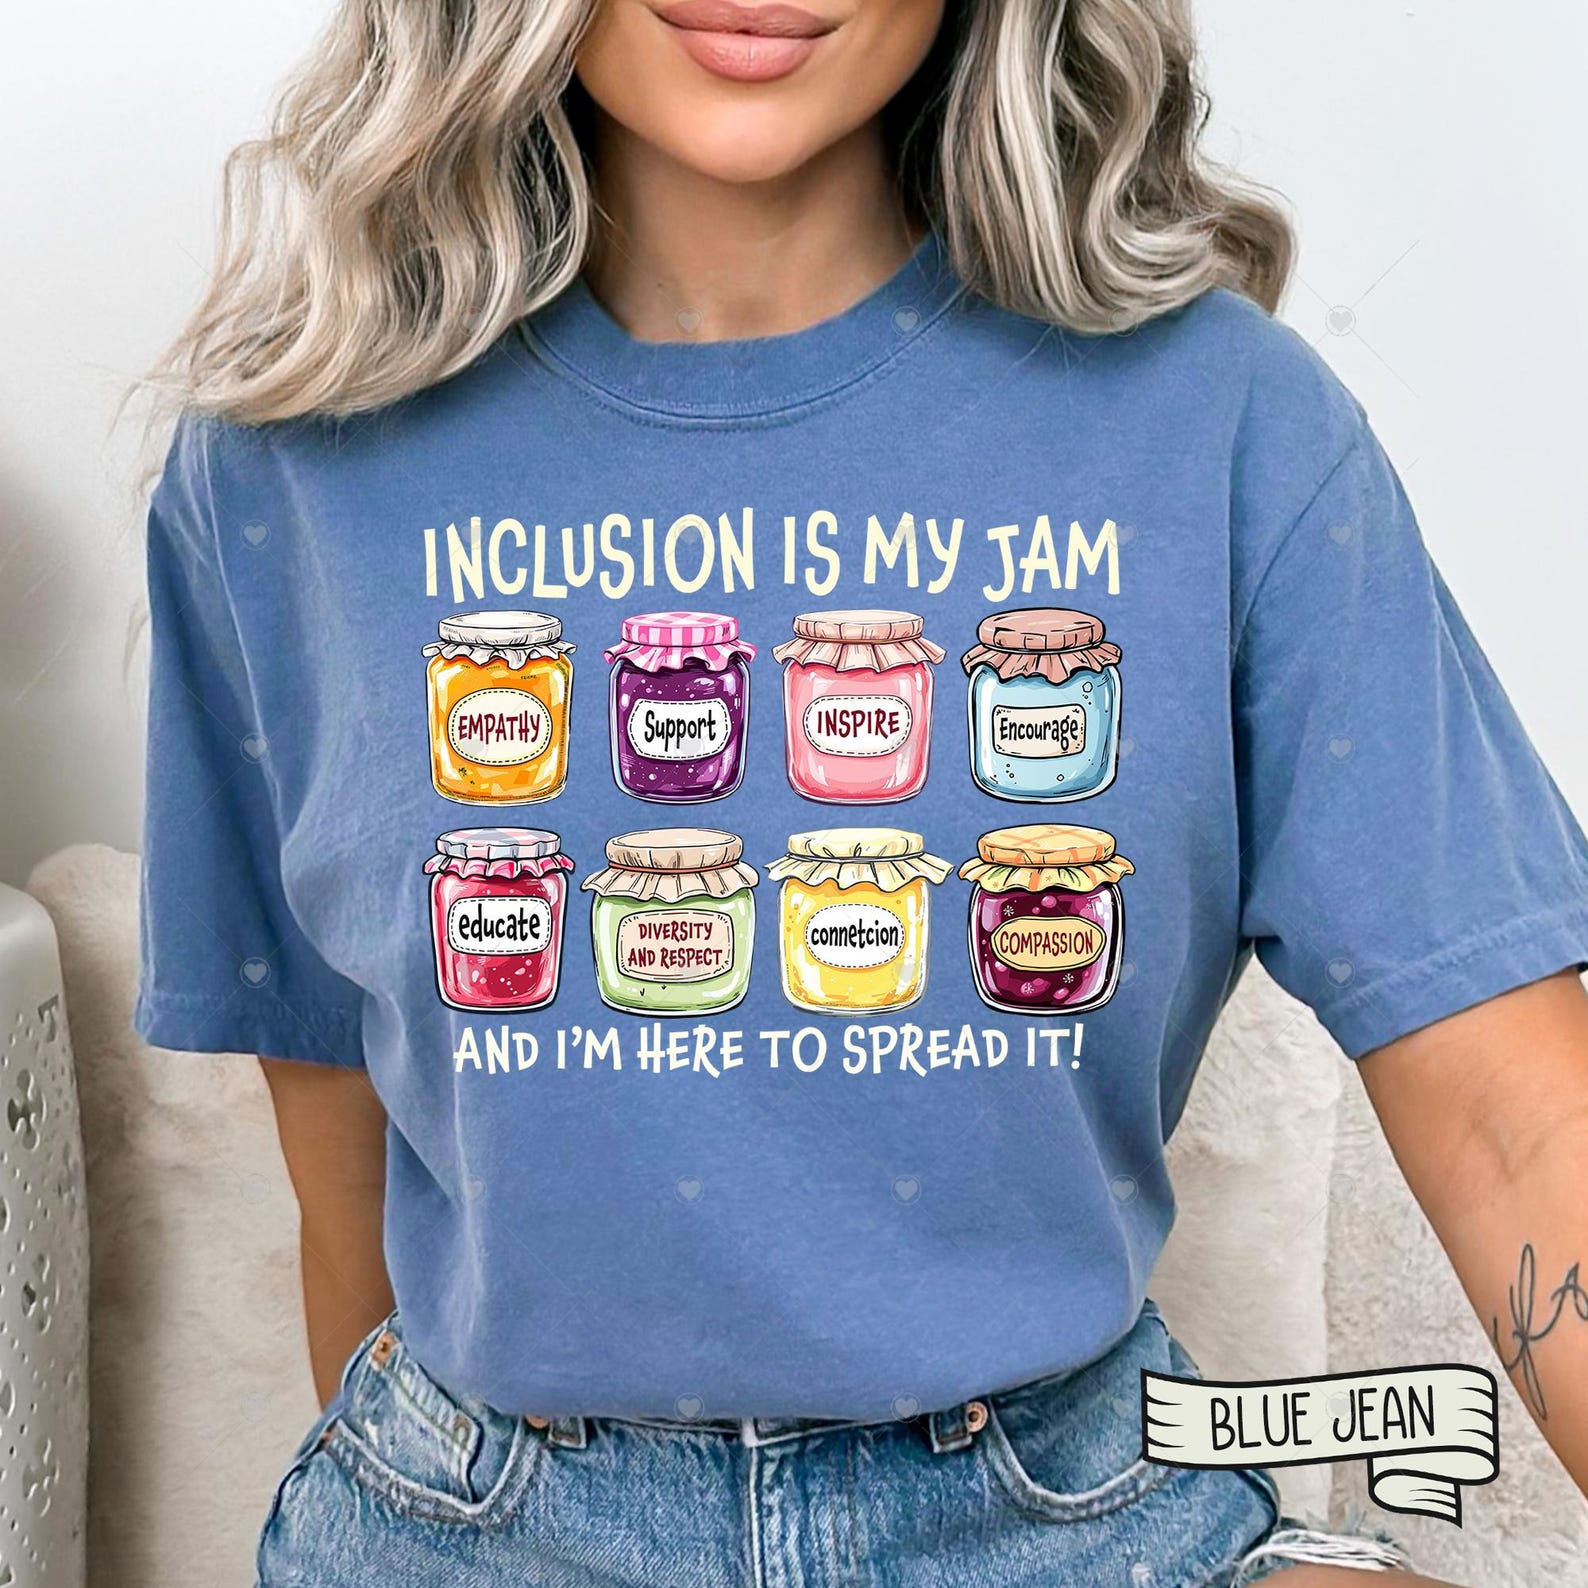 INCLUSION IS MY JAM
EMPATHY
Support
INSPIRE
Encourage
educate
DIVERSITY
AND RESPECT
connetcion
COMPASSION
AND I'M HERE TO SPREAD IT!
BLUE JEAN